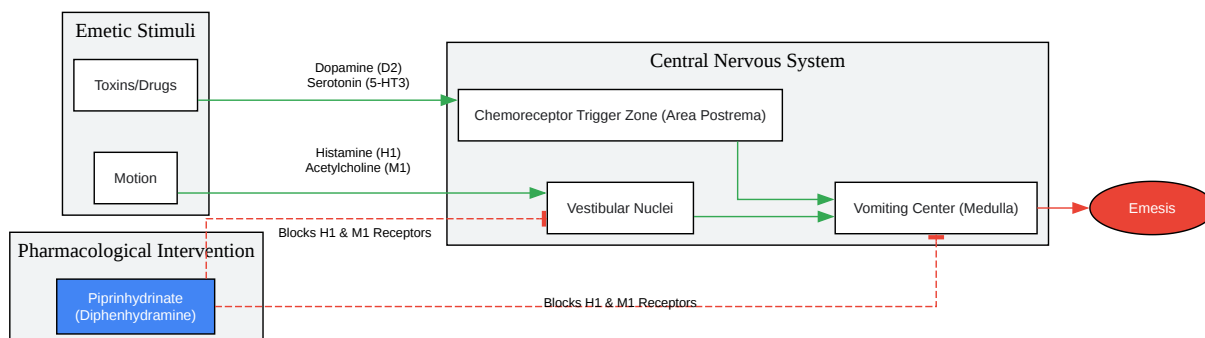 Emetic Stimuli
Toxins/Drugs
Motion
Dopamine (D2)
Serotonin (5-HT3)
Histamine (H1)
Acetylcholine (M1)
Central Nervous System
Chemoreceptor Trigger Zone (Area Postrema)
Vestibular Nuclei
Vomiting Center (Medulla)
Emesis
Blocks H1 & M1 Receptors
Pharmacological Intervention
Piprinhydrinate
(Diphenhydramine)
Blocks H1 & M1 Receptors